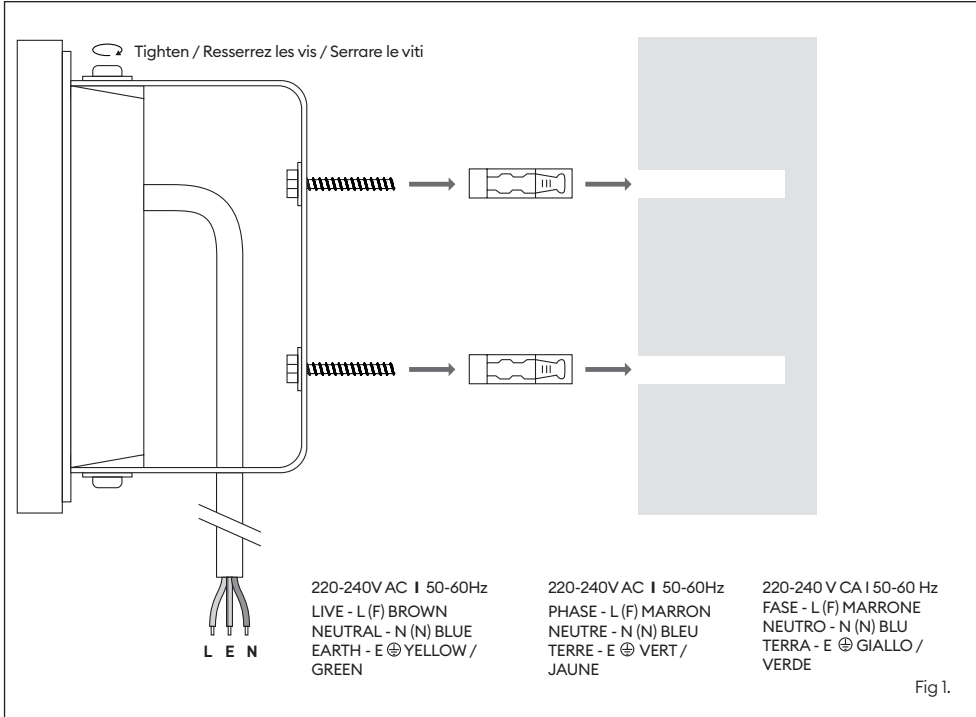 Tighten / Resserrez les vis / Serrare le viti
L E N
220-240V AC I 50-60Hz
LIVE - L (F) BROWN
NEUTRAL - N (N) BLUE
EARTH - E ⏚ YELLOW /
GREEN
220-240V AC I 50-60Hz
PHASE - L (F) MARRON
NEUTRE - N (N) BLEU
TERRE - E ⏚ VERT /
JAUNE
220-240 V CA I 50-60 Hz
FASE - L (F) MARRONE
NEUTRO - N (N) BLU
TERRA - E ⏚ GIALLO /
VERDE
Fig 1.